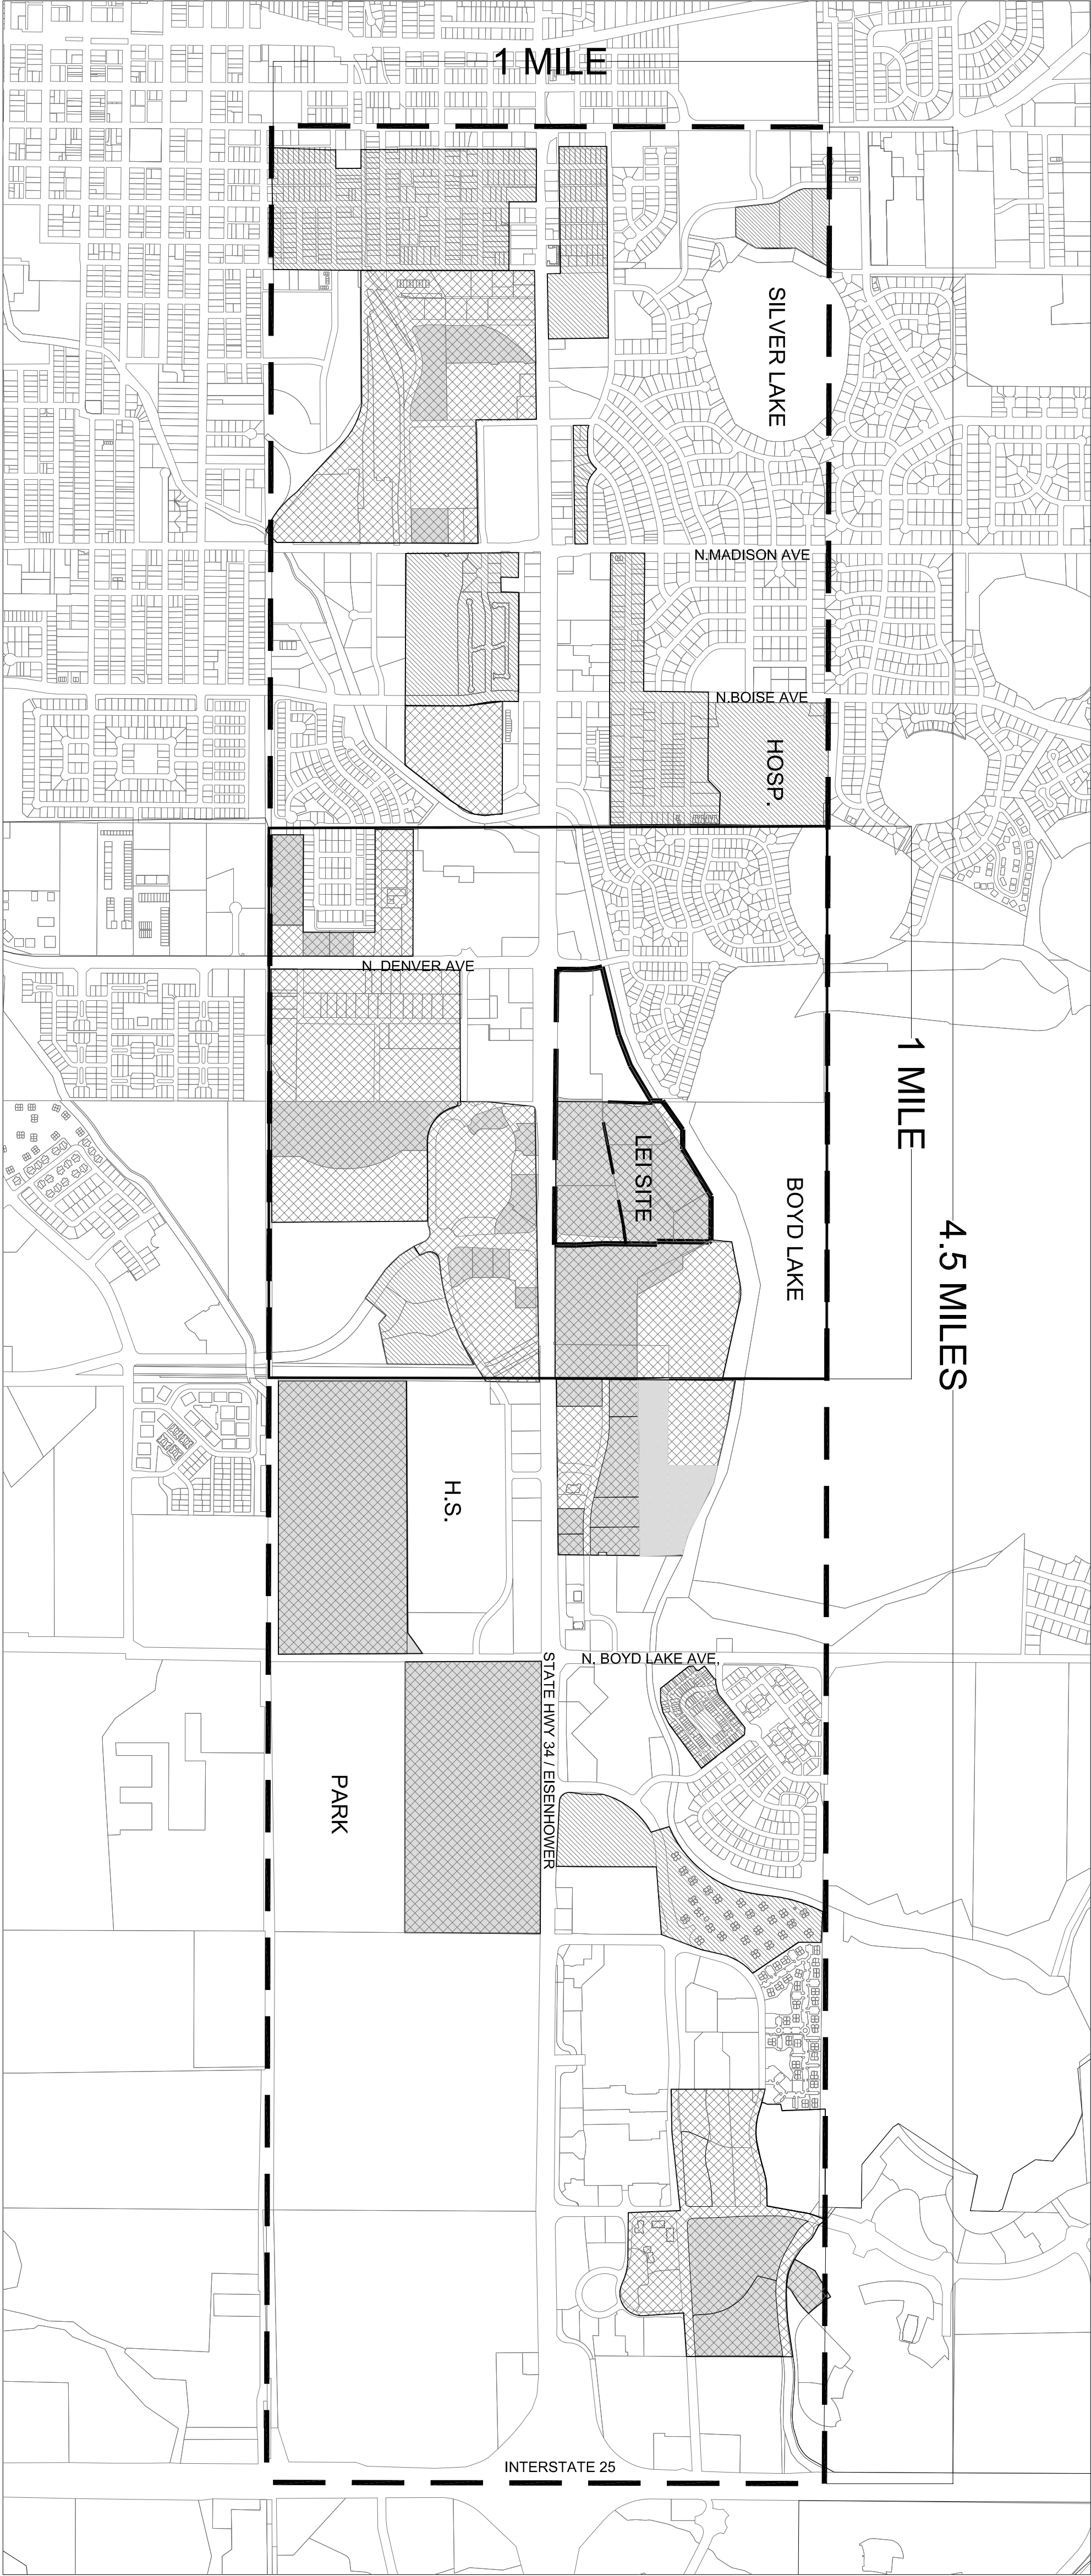 1 MILE
SILVER LAKE
N.MADISON AVE
N.BOISE AVE
HOSP.
N. DENVER AVE
1 MILE
LEI SITE
BOYD LAKE
4.5 MILES
H.S.
N. BOYD LAKE AVE,
STATE HWY 34 / EISENHOWER
PARK
INTERSTATE 25